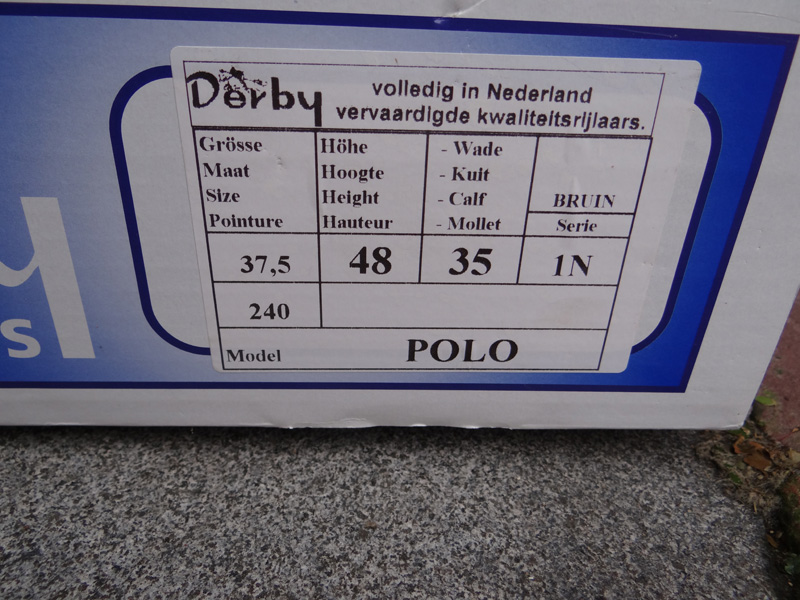 Derby
volledig in Nederland
vervaardigde kwaliteitsrijlaars.
Grösse
Maat
Size
Pointure
Höhe
Hoogte
Height
Hauteur
- Wade
- Kuit
- Calf
- Mollet
BRUIN
Serie
37,5
48
35
1N
240
Model
POLO